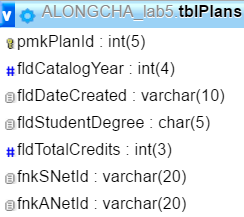 v ALONGCHA_lab5.tblPlans
pmkPlanId : int(5)
# fldCatalogYear : int(4)
fldDateCreated : varchar(10)
fldStudentDegree : char(5)
# fldTotalCredits : int(3)
fnkSNetId : varchar(20)
fnkANetId : varchar(20)